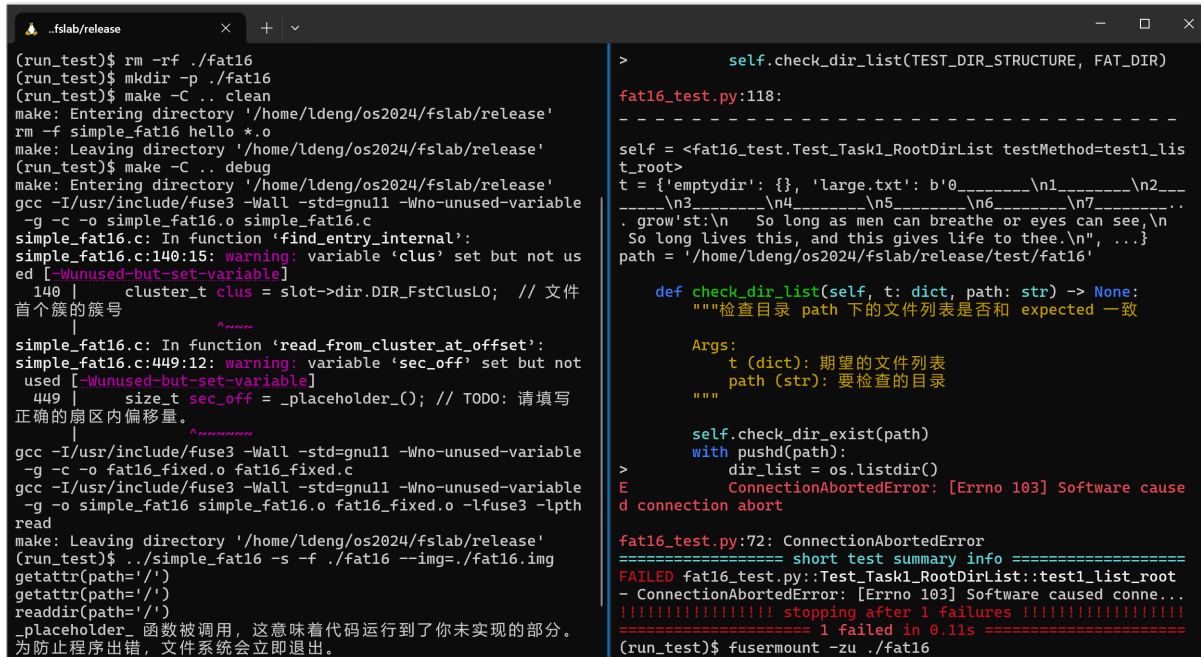 ..fslab/release
(run_test)$ rm -rf ./fat16
(run_test)$ mkdir -p ./fat16
(run_test)$ make -C .. clean
make: Entering directory '/home/ldeng/os2024/fslab/release'
rm -f simple_fat16 hello *.o
make: Leaving directory '/home/ldeng/os2024/fslab/release'
(run_test)$ make -C .. debug
make: Entering directory '/home/ldeng/os2024/fslab/release'
gcc -I/usr/include/fuse3 -Wall -std=gnu11 -Wno-unused-variable
 -g -c -o simple_fat16.o simple_fat16.c
simple_fat16.c: In function ‘find_entry_internal’:
simple_fat16.c:140:15: warning: variable ‘clus’ set but not us
ed [-Wunused-but-set-variable]
  140 |     cluster_t clus = slot->dir.DIR_FstClusLO;  // 文件
首个簇的簇号
      |               ^~~~
simple_fat16.c: In function ‘read_from_cluster_at_offset’:
simple_fat16.c:449:12: warning: variable ‘sec_off’ set but not
 used [-Wunused-but-set-variable]
  449 |     size_t sec_off = _placeholder_(); // TODO: 请填写
正确的扇区内偏移量。
      |            ^~~~~~~
gcc -I/usr/include/fuse3 -Wall -std=gnu11 -Wno-unused-variable
 -g -c -o fat16_fixed.o fat16_fixed.c
gcc -I/usr/include/fuse3 -Wall -std=gnu11 -Wno-unused-variable
 -g -o simple_fat16 simple_fat16.o fat16_fixed.o -lfuse3 -lpth
read
make: Leaving directory '/home/ldeng/os2024/fslab/release'
(run_test)$ ../simple_fat16 -s -f ./fat16 --img=./fat16.img
getattr(path='/')
getattr(path='/')
readdir(path='/')
_placeholder_ 函数被调用，这意味着代码运行到了你未实现的部分。
为防止程序出错，文件系统会立即退出。
>           self.check_dir_list(TEST_DIR_STRUCTURE, FAT_DIR)
fat16_test.py:118:
_ _ _ _ _ _ _ _ _ _ _ _ _ _ _ _ _ _ _ _ _ _ _ _ _ _ _ _ _ _ _
self = <fat16_test.Test_Task1_RootDirList testMethod=test1_lis
t_root>
t = {'emptydir': {}, 'large.txt': b'0________\n1________\n2___
_____\n3________\n4________\n5________\n6________\n7________..
. grow'st:\n   So long as men can breathe or eyes can see,\n
 So long lives this, and this gives life to thee.\n", ...}
path = '/home/ldeng/os2024/fslab/release/test/fat16'
    def check_dir_list(self, t: dict, path: str) -> None:
        """检查目录 path 下的文件列表是否和 expected 一致
        Args:
            t (dict): 期望的文件列表
            path (str): 要检查的目录
        """
        self.check_dir_exist(path)
        with pushd(path):
>           dir_list = os.listdir()
E           ConnectionAbortedError: [Errno 103] Software cause
d connection abort
fat16_test.py:72: ConnectionAbortedError
================== short test summary info ===================
FAILED fat16_test.py::Test_Task1_RootDirList::test1_list_root
- ConnectionAbortedError: [Errno 103] Software caused conne...
!!!!!!!!!!!!!!!!! stopping after 1 failures !!!!!!!!!!!!!!!!!!
===================== 1 failed in 0.11s ======================
(run_test)$ fusermount -zu ./fat16